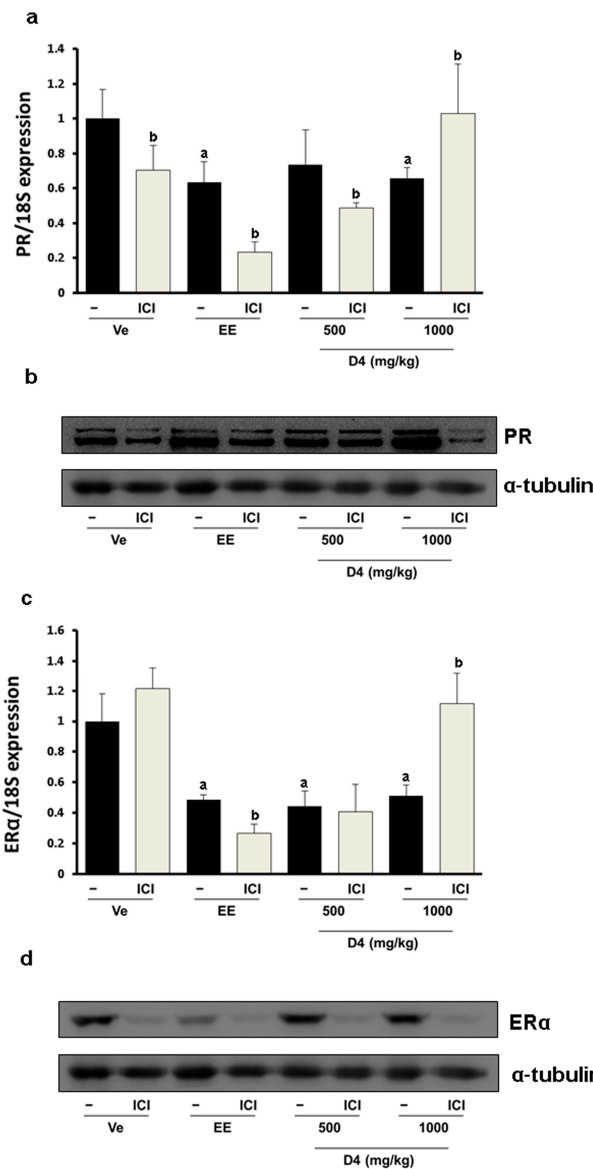 a
PR/18S expression
1.4
1.2
1
0.8
0.6
0.4
0.2
0
b
a
b
b
a
b
– ICI – ICI – ICI – ICI
Ve EE 500 1000
D4 (mg/kg)
b
PR
α-tubulin
– ICI – ICI – ICI – ICI
Ve EE 500 1000
D4 (mg/kg)
c
ERα/18S expression
1.6
1.4
1.2
1
0.8
0.6
0.4
0.2
0
a
b
a
a
b
– ICI – ICI – ICI – ICI
Ve EE 500 1000
D4 (mg/kg)
d
ERα
α-tubulin
– ICI – ICI – ICI – ICI
Ve EE 500 1000
D4 (mg/kg)